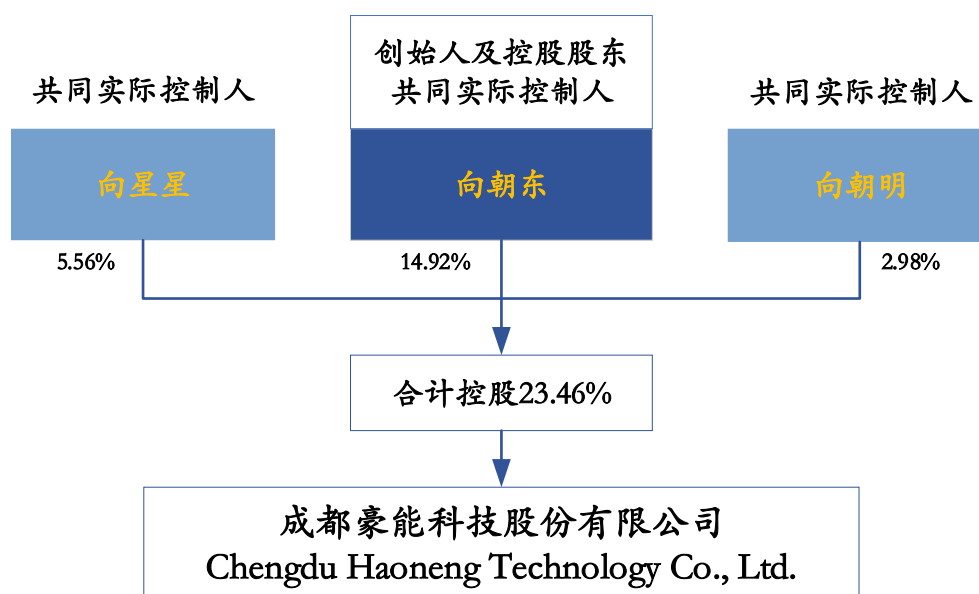 共同实际控制人
创始人及控股股东
共同实际控制人
共同实际控制人
向星星
向朝东
向朝明
5.56%
14.92%
2.98%
合计控股23.46%
成都豪能科技股份有限公司
Chengdu Haoneng Technology Co., Ltd.